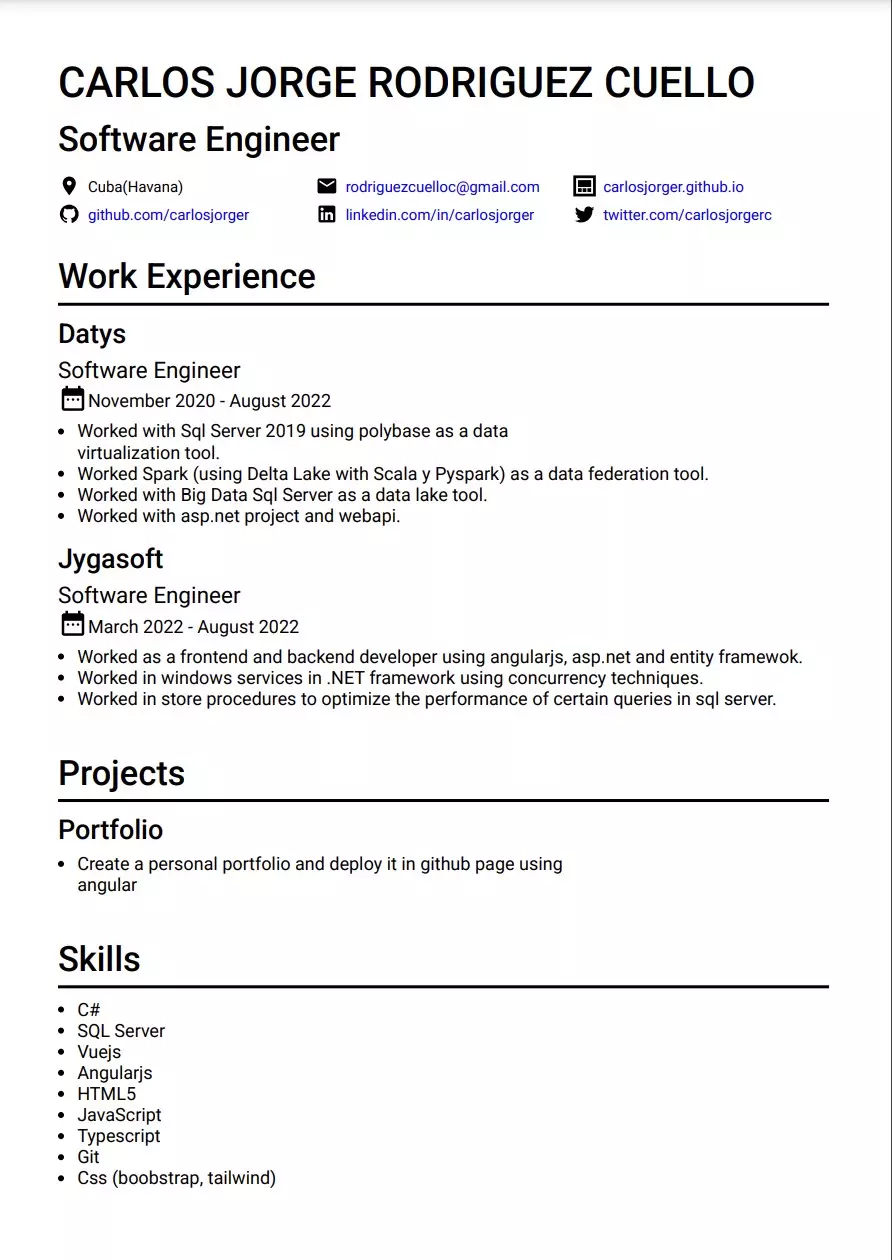 CARLOS JORGE RODRIGUEZ CUELLO
Software Engineer
Cuba(Havana) rodriguezcuelloc@gmail.com carlosjorger.github.io
github.com/carlosjorger linkedin.com/in/carlosjorger twitter.com/carlosjorgerc
Work Experience
Datys
Software Engineer
November 2020 - August 2022
• Worked with Sql Server 2019 using polybase as a data
virtualization tool.
• Worked Spark (using Delta Lake with Scala y Pyspark) as a data federation tool.
• Worked with Big Data Sql Server as a data lake tool.
• Worked with asp.net project and webapi.
Jygasoft
Software Engineer
March 2022 - August 2022
• Worked as a frontend and backend developer using angularjs, asp.net and entity framewok.
• Worked in windows services in .NET framework using concurrency techniques.
• Worked in store procedures to optimize the performance of certain queries in sql server.
Projects
Portfolio
• Create a personal portfolio and deploy it in github page using
angular
Skills
• C#
• SQL Server
• Vuejs
• Angularjs
• HTML5
• JavaScript
• Typescript
• Git
• Css (boobstrap, tailwind)